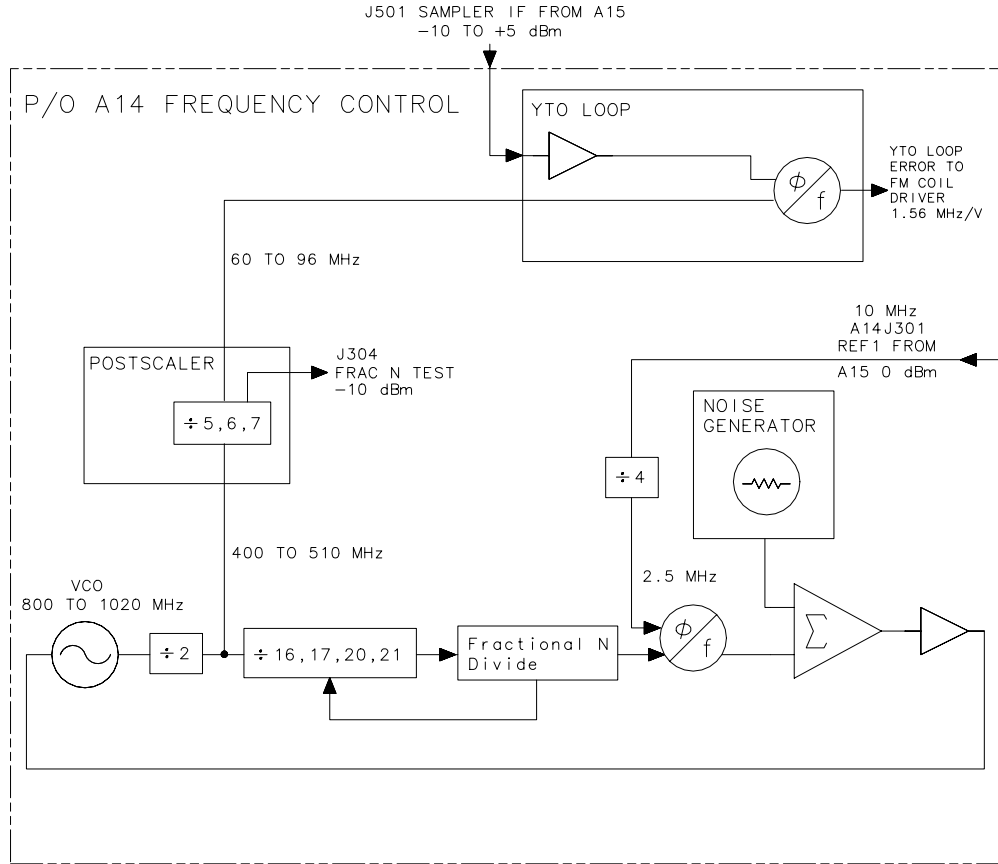 J501 SAMPLER IF FROM A15
-10 TO +5 dBm
P/O A14 FREQUENCY CONTROL
YTO LOOP
ϕ
f
YTO LOOP
ERROR TO
FM COIL
DRIVER
1.56 MHz/V
60 TO 96 MHz
10 MHz
A14J301
REF1 FROM
A15 0 dBm
POSTSCALER
J304
FRAC N TEST
-10 dBm
÷5,6,7
NOISE
GENERATOR
÷4
400 TO 510 MHz
2.5 MHz
VCO
800 TO 1020 MHz
÷2
÷16,17,20,21
Fractional N
Divide
ϕ
f
Σ